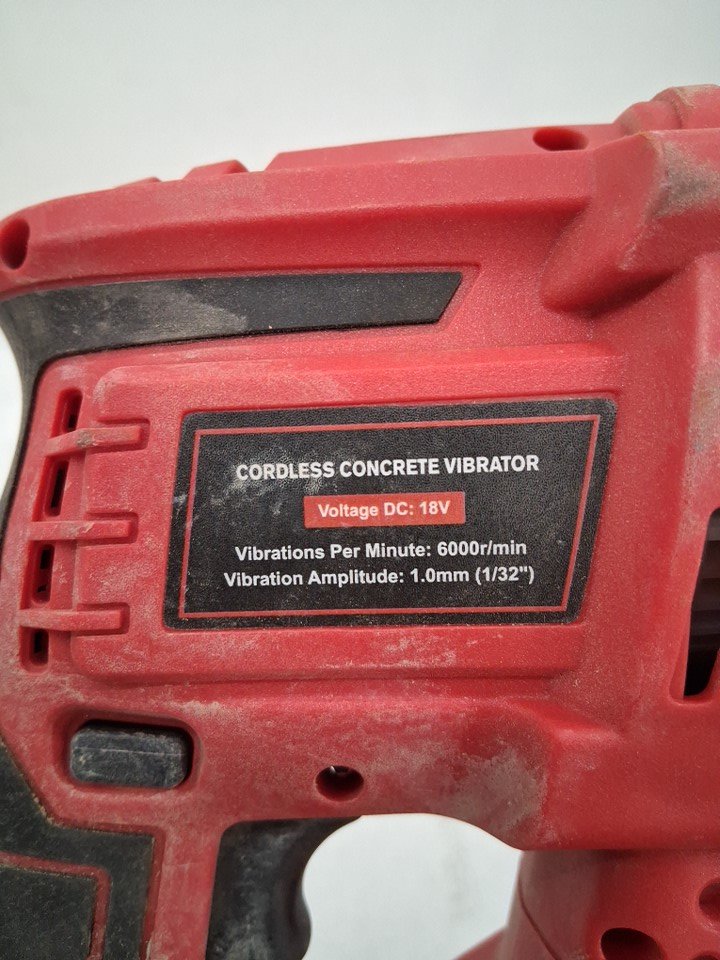 CORDLESS CONCRETE VIBRATOR
Voltage DC: 18V
Vibrations Per Minute: 6000r/min
Vibration Amplitude: 1.0mm (1/32")